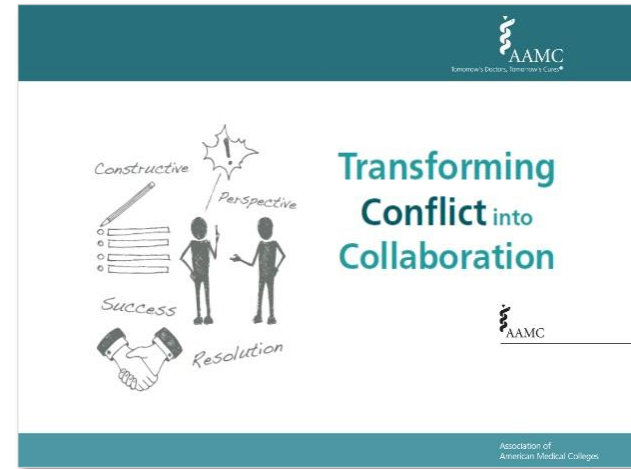 AAMC
Tomorrow's Doctors, Tomorrow's Cures®
Constructive
!
Perspective
Success
Resolution
Transforming
Conflict into
Collaboration
AAMC
Association of
American Medical Colleges